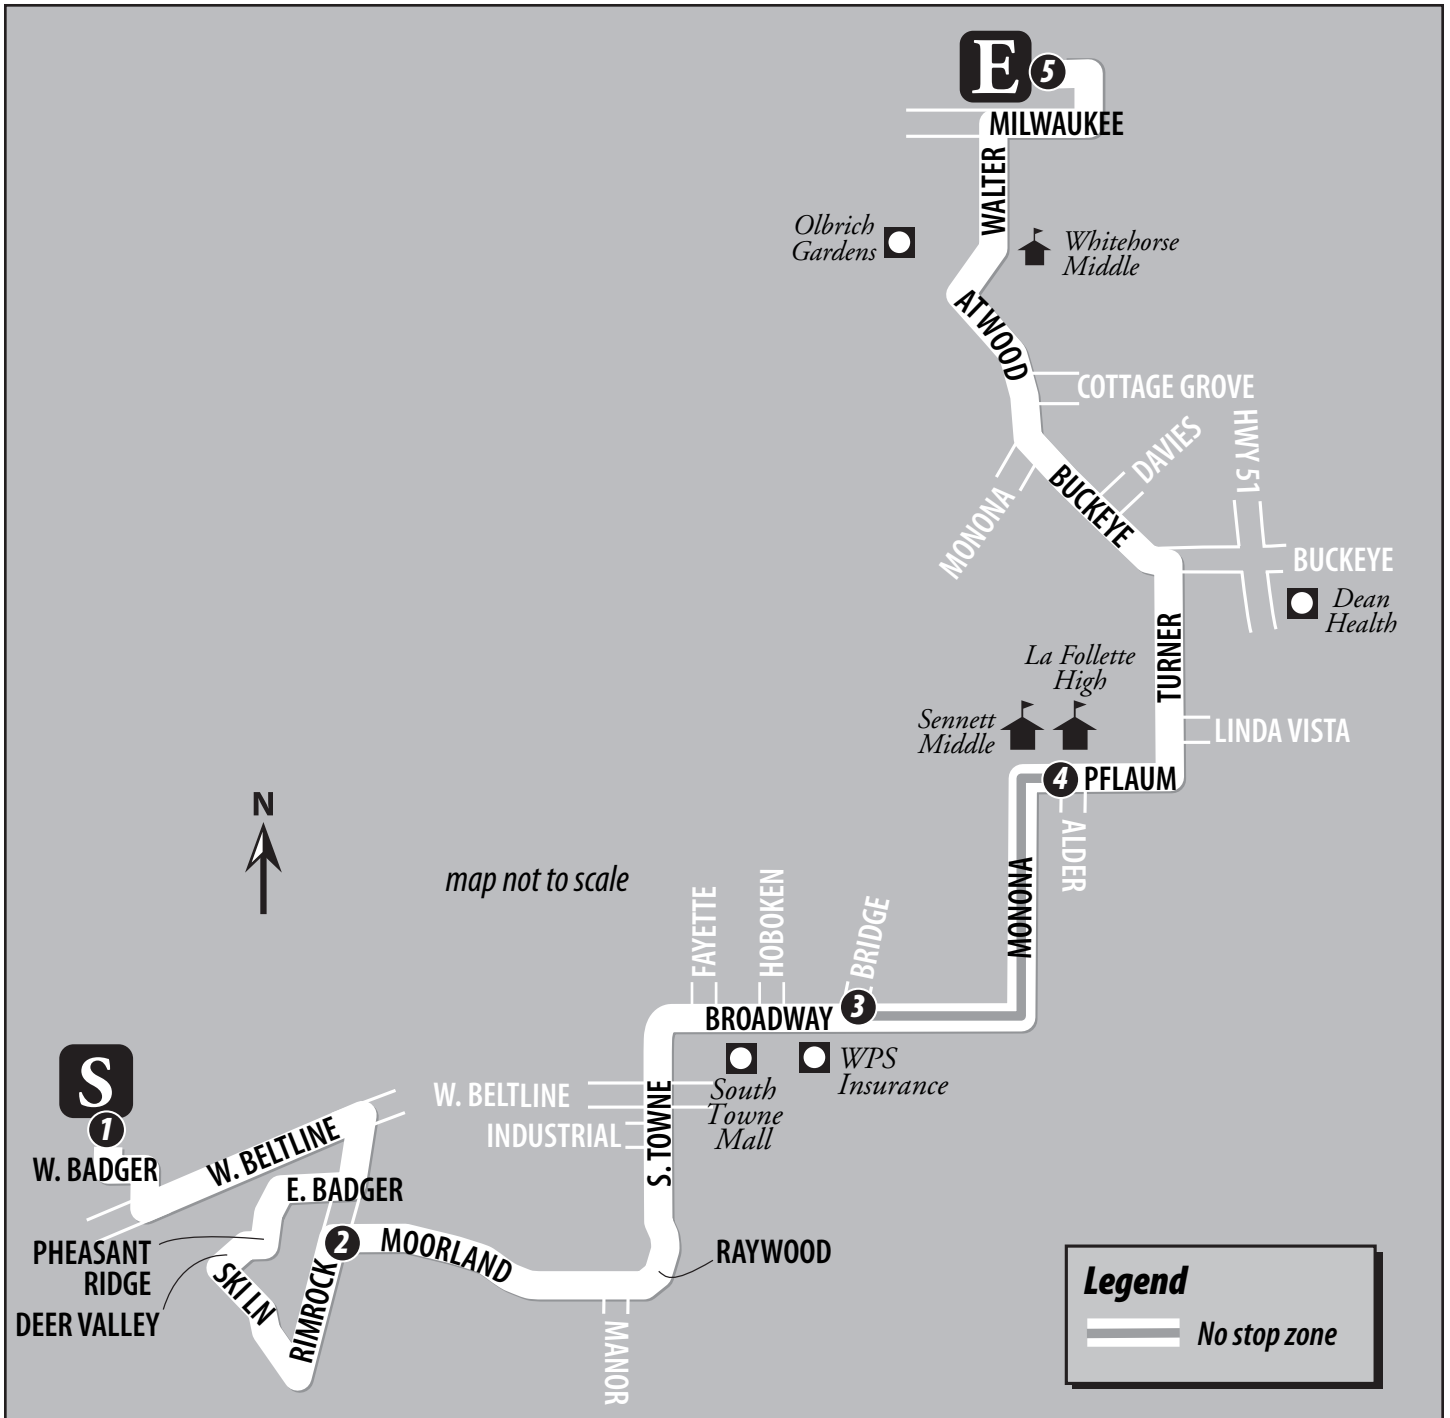 E
5
MILWAUKEE
WALTER
Olbrich
Gardens
Whitehorse
Middle
ATWOOD
COTTAGE GROVE
HWY 51
DAVIES
MONONA
BUCKEYE
BUCKEYE
Dean
Health
TURNER
La Follette
High
Sennett
Middle
LINDA VISTA
4
PFLAUM
ALDER
N
map not to scale
MONONA
FAYETTE
HOBOKEN
BRIDGE
BROADWAY
3
WPS
Insurance
South
Towne
Mall
S
1
W. BADGER
W. BELTLINE
W. BELTLINE
INDUSTRIAL
S. TOWNE
E. BADGER
PHEASANT
RIDGE
DEER VALLEY
SKI LN
RIMROCK
2
MOORLAND
RAYWOOD
MANOR
Legend
No stop zone